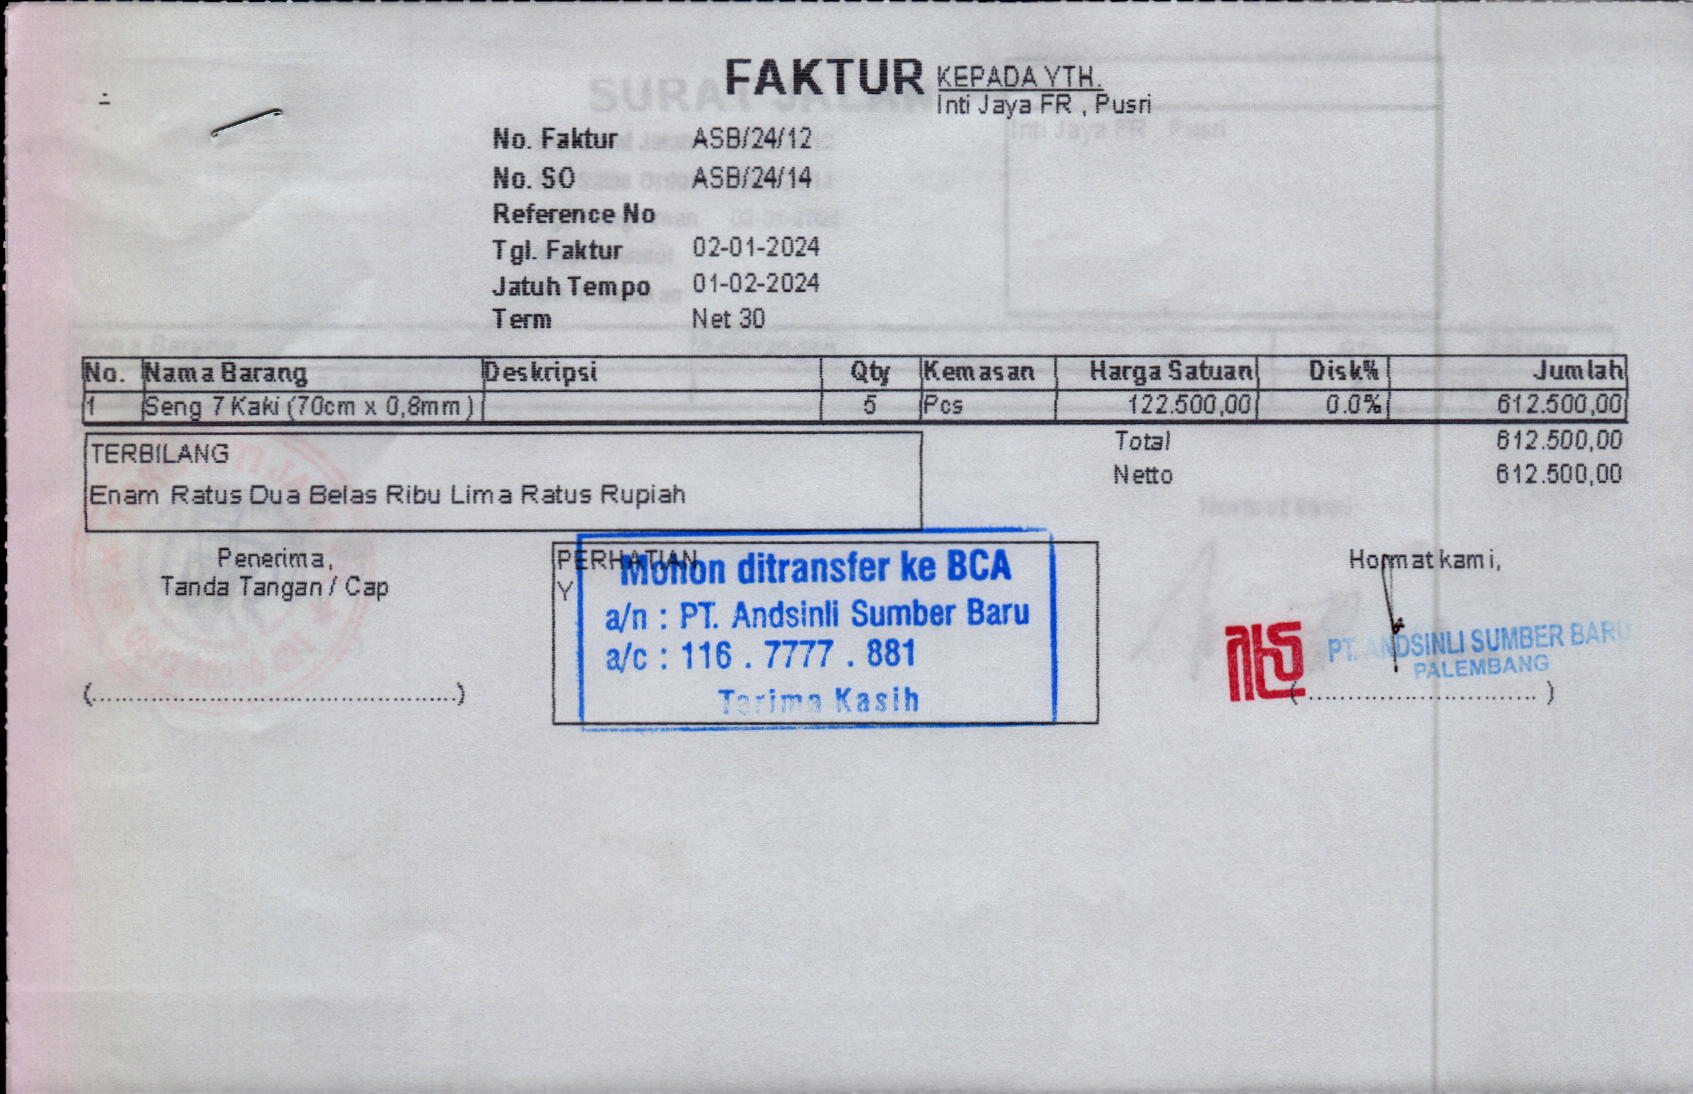 FAKTUR
KEPADA YTH.
Inti Jaya FR , Pusri
No. Faktur ASB/24/12
No. SO ASB/24/14
Reference No
Tgl. Faktur 02-01-2024
Jatuh Tempo 01-02-2024
Term Net 30
No. Nama Barang Deskripsi Qty Kemasan Harga Satuan Disk% Jumlah
1 Seng 7 Kaki (70cm x 0,8mm) 5 Pcs 122.500,00 0.0% 612.500,00
Total 612.500,00
Netto 612.500,00
TERBILANG
Enam Ratus Dua Belas Ribu Lima Ratus Rupiah
Penerima,
Tanda Tangan / Cap
(............................................)
PERHATIAN
Y
Mohon ditransfer ke BCA
a/n : PT. Andsinli Sumber Baru
a/c : 116 . 7777 . 881
Terima Kasih
Hormat kami,
PT. ANDSINLI SUMBER BARU
PALEMBANG
(............................ )